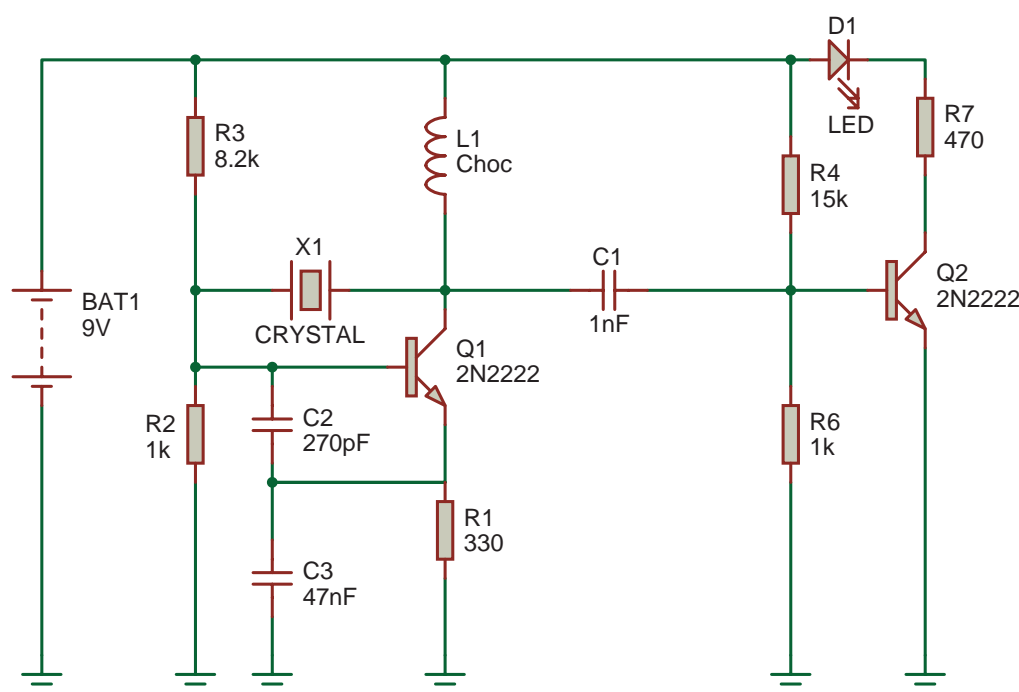 D1
LED
R7
470
R3
8.2k
L1
Choc
R4
15k
X1
CRYSTAL
C1
1nF
BAT1
9V
Q1
2N2222
Q2
2N2222
R2
1k
C2
270pF
R6
1k
R1
330
C3
47nF